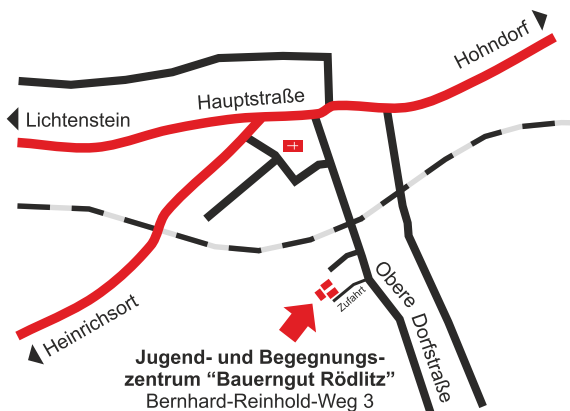 Hohndorf
Hauptstraße
Lichtenstein
Obere Dorfstraße
Zufahrt
Heinrichsort
Jugend- und Begegnungs-
zentrum “Bauerngut Rödlitz”
Bernhard-Reinhold-Weg 3